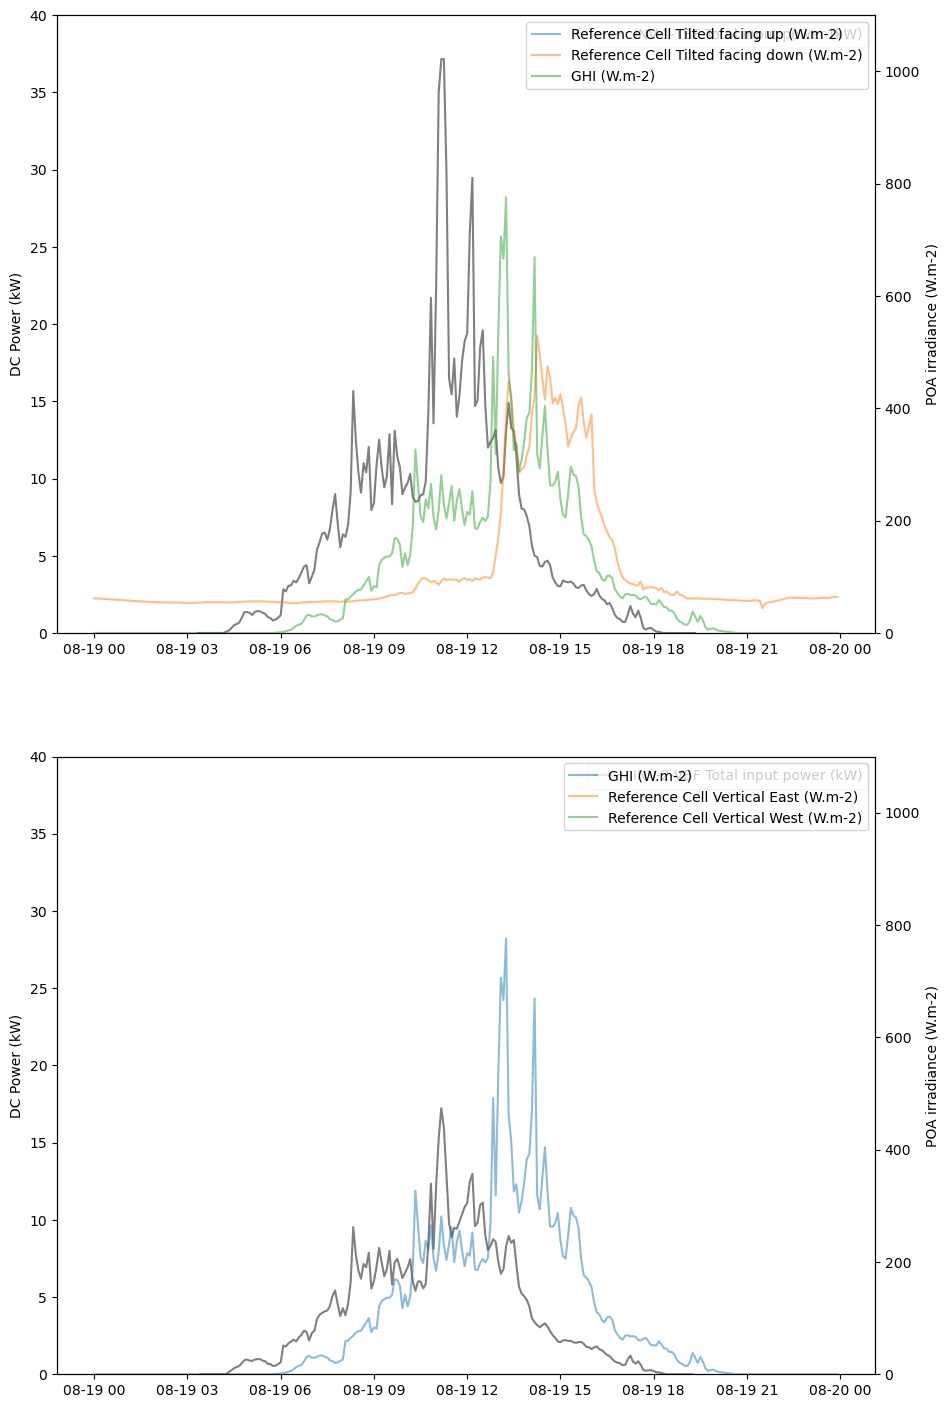 40
35
30
25
20
15
10
5
0
DC Power (kW)
Reference Cell Tilted facing up (W.m-2)
Reference Cell Tilted facing down (W.m-2)
GHI (W.m-2)
1000
800
600
400
200
0
POA irradiance (W.m-2)
08-19 00 08-19 03 08-19 06 08-19 09 08-19 12 08-19 15 08-19 18 08-19 21 08-20 00
40
35
30
25
20
15
10
5
0
DC Power (kW)
GHI (W.m-2) Total input power (kW)
Reference Cell Vertical East (W.m-2)
Reference Cell Vertical West (W.m-2)
1000
800
600
400
200
0
POA irradiance (W.m-2)
08-19 00 08-19 03 08-19 06 08-19 09 08-19 12 08-19 15 08-19 18 08-19 21 08-20 00